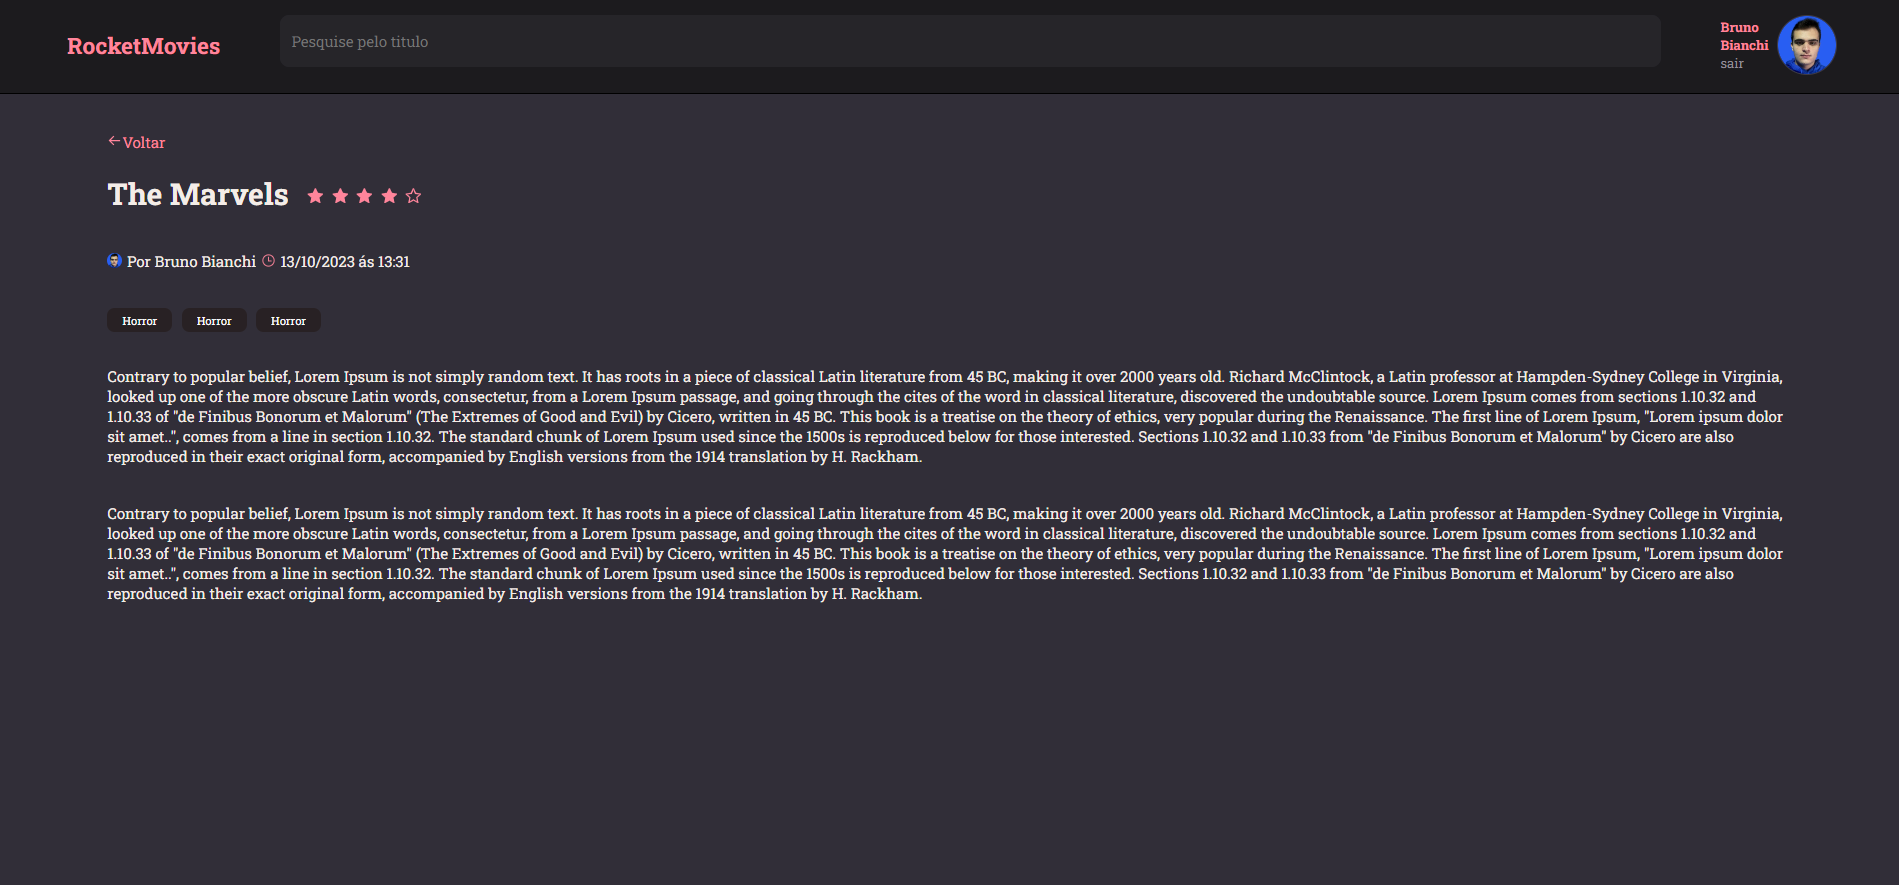 RocketMovies
Pesquise pelo titulo
Bruno
Bianchi
sair
Voltar
The Marvels
Por Bruno Bianchi 13/10/2023 ás 13:31
Horror Horror Horror
Contrary to popular belief, Lorem Ipsum is not simply random text. It has roots in a piece of classical Latin literature from 45 BC, making it over 2000 years old. Richard McClintock, a Latin professor at Hampden-Sydney College in Virginia,
looked up one of the more obscure Latin words, consectetur, from a Lorem Ipsum passage, and going through the cites of the word in classical literature, discovered the undoubtable source. Lorem Ipsum comes from sections 1.10.32 and
1.10.33 of "de Finibus Bonorum et Malorum" (The Extremes of Good and Evil) by Cicero, written in 45 BC. This book is a treatise on the theory of ethics, very popular during the Renaissance. The first line of Lorem Ipsum, "Lorem ipsum dolor
sit amet..", comes from a line in section 1.10.32. The standard chunk of Lorem Ipsum used since the 1500s is reproduced below for those interested. Sections 1.10.32 and 1.10.33 from "de Finibus Bonorum et Malorum" by Cicero are also
reproduced in their exact original form, accompanied by English versions from the 1914 translation by H. Rackham.
Contrary to popular belief, Lorem Ipsum is not simply random text. It has roots in a piece of classical Latin literature from 45 BC, making it over 2000 years old. Richard McClintock, a Latin professor at Hampden-Sydney College in Virginia,
looked up one of the more obscure Latin words, consectetur, from a Lorem Ipsum passage, and going through the cites of the word in classical literature, discovered the undoubtable source. Lorem Ipsum comes from sections 1.10.32 and
1.10.33 of "de Finibus Bonorum et Malorum" (The Extremes of Good and Evil) by Cicero, written in 45 BC. This book is a treatise on the theory of ethics, very popular during the Renaissance. The first line of Lorem Ipsum, "Lorem ipsum dolor
sit amet..", comes from a line in section 1.10.32. The standard chunk of Lorem Ipsum used since the 1500s is reproduced below for those interested. Sections 1.10.32 and 1.10.33 from "de Finibus Bonorum et Malorum" by Cicero are also
reproduced in their exact original form, accompanied by English versions from the 1914 translation by H. Rackham.